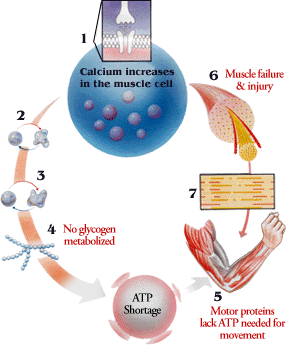 1
Calcium increases
in the muscle cell
2
3
4 No glycogen
metabolized
ATP
Shortage
5
Motor proteins
lack ATP needed for
movement
6 Muscle failure
& injury
7